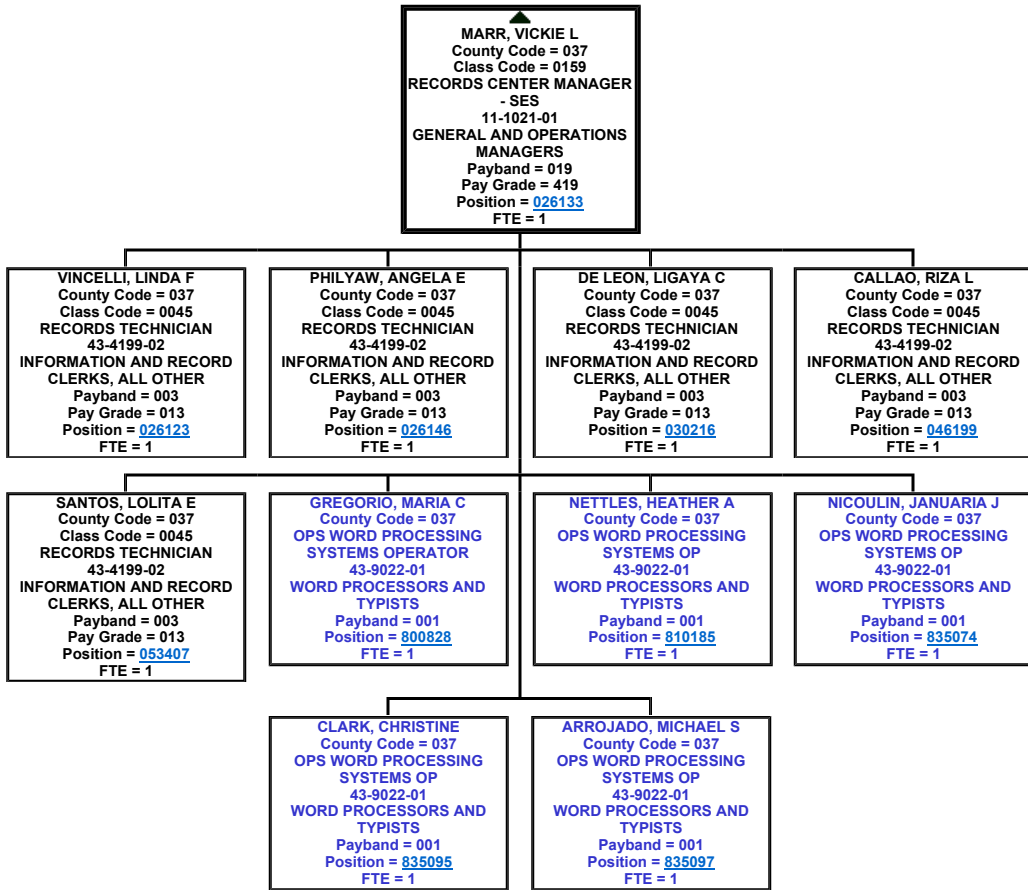 MARR, VICKIE L
County Code = 037
Class Code = 0159
RECORDS CENTER MANAGER
- SES
11-1021-01
GENERAL AND OPERATIONS
MANAGERS
Payband = 019
Pay Grade = 419
Position = 026133
FTE = 1
VINCELLI, LINDA F
County Code = 037
Class Code = 0045
RECORDS TECHNICIAN
43-4199-02
INFORMATION AND RECORD
CLERKS, ALL OTHER
Payband = 003
Pay Grade = 013
Position = 026123
FTE = 1
PHILYAW, ANGELA E
County Code = 037
Class Code = 0045
RECORDS TECHNICIAN
43-4199-02
INFORMATION AND RECORD
CLERKS, ALL OTHER
Payband = 003
Pay Grade = 013
Position = 026146
FTE = 1
DE LEON, LIGAYA C
County Code = 037
Class Code = 0045
RECORDS TECHNICIAN
43-4199-02
INFORMATION AND RECORD
CLERKS, ALL OTHER
Payband = 003
Pay Grade = 013
Position = 030216
FTE = 1
CALLAO, RIZA L
County Code = 037
Class Code = 0045
RECORDS TECHNICIAN
43-4199-02
INFORMATION AND RECORD
CLERKS, ALL OTHER
Payband = 003
Pay Grade = 013
Position = 046199
FTE = 1
SANTOS, LOLITA E
County Code = 037
Class Code = 0045
RECORDS TECHNICIAN
43-4199-02
INFORMATION AND RECORD
CLERKS, ALL OTHER
Payband = 003
Pay Grade = 013
Position = 053407
FTE = 1
GREGORIO, MARIA C
County Code = 037
OPS WORD PROCESSING
SYSTEMS OPERATOR
43-9022-01
WORD PROCESSORS AND
TYPISTS
Payband = 001
Position = 800828
FTE = 1
NETTLES, HEATHER A
County Code = 037
OPS WORD PROCESSING
SYSTEMS OP
43-9022-01
WORD PROCESSORS AND
TYPISTS
Payband = 001
Position = 810185
FTE = 1
NICOULIN, JANUARIA J
County Code = 037
OPS WORD PROCESSING
SYSTEMS OP
43-9022-01
WORD PROCESSORS AND
TYPISTS
Payband = 001
Position = 835074
FTE = 1
CLARK, CHRISTINE
County Code = 037
OPS WORD PROCESSING
SYSTEMS OP
43-9022-01
WORD PROCESSORS AND
TYPISTS
Payband = 001
Position = 835095
FTE = 1
ARROJADO, MICHAEL S
County Code = 037
OPS WORD PROCESSING
SYSTEMS OP
43-9022-01
WORD PROCESSORS AND
TYPISTS
Payband = 001
Position = 835097
FTE = 1